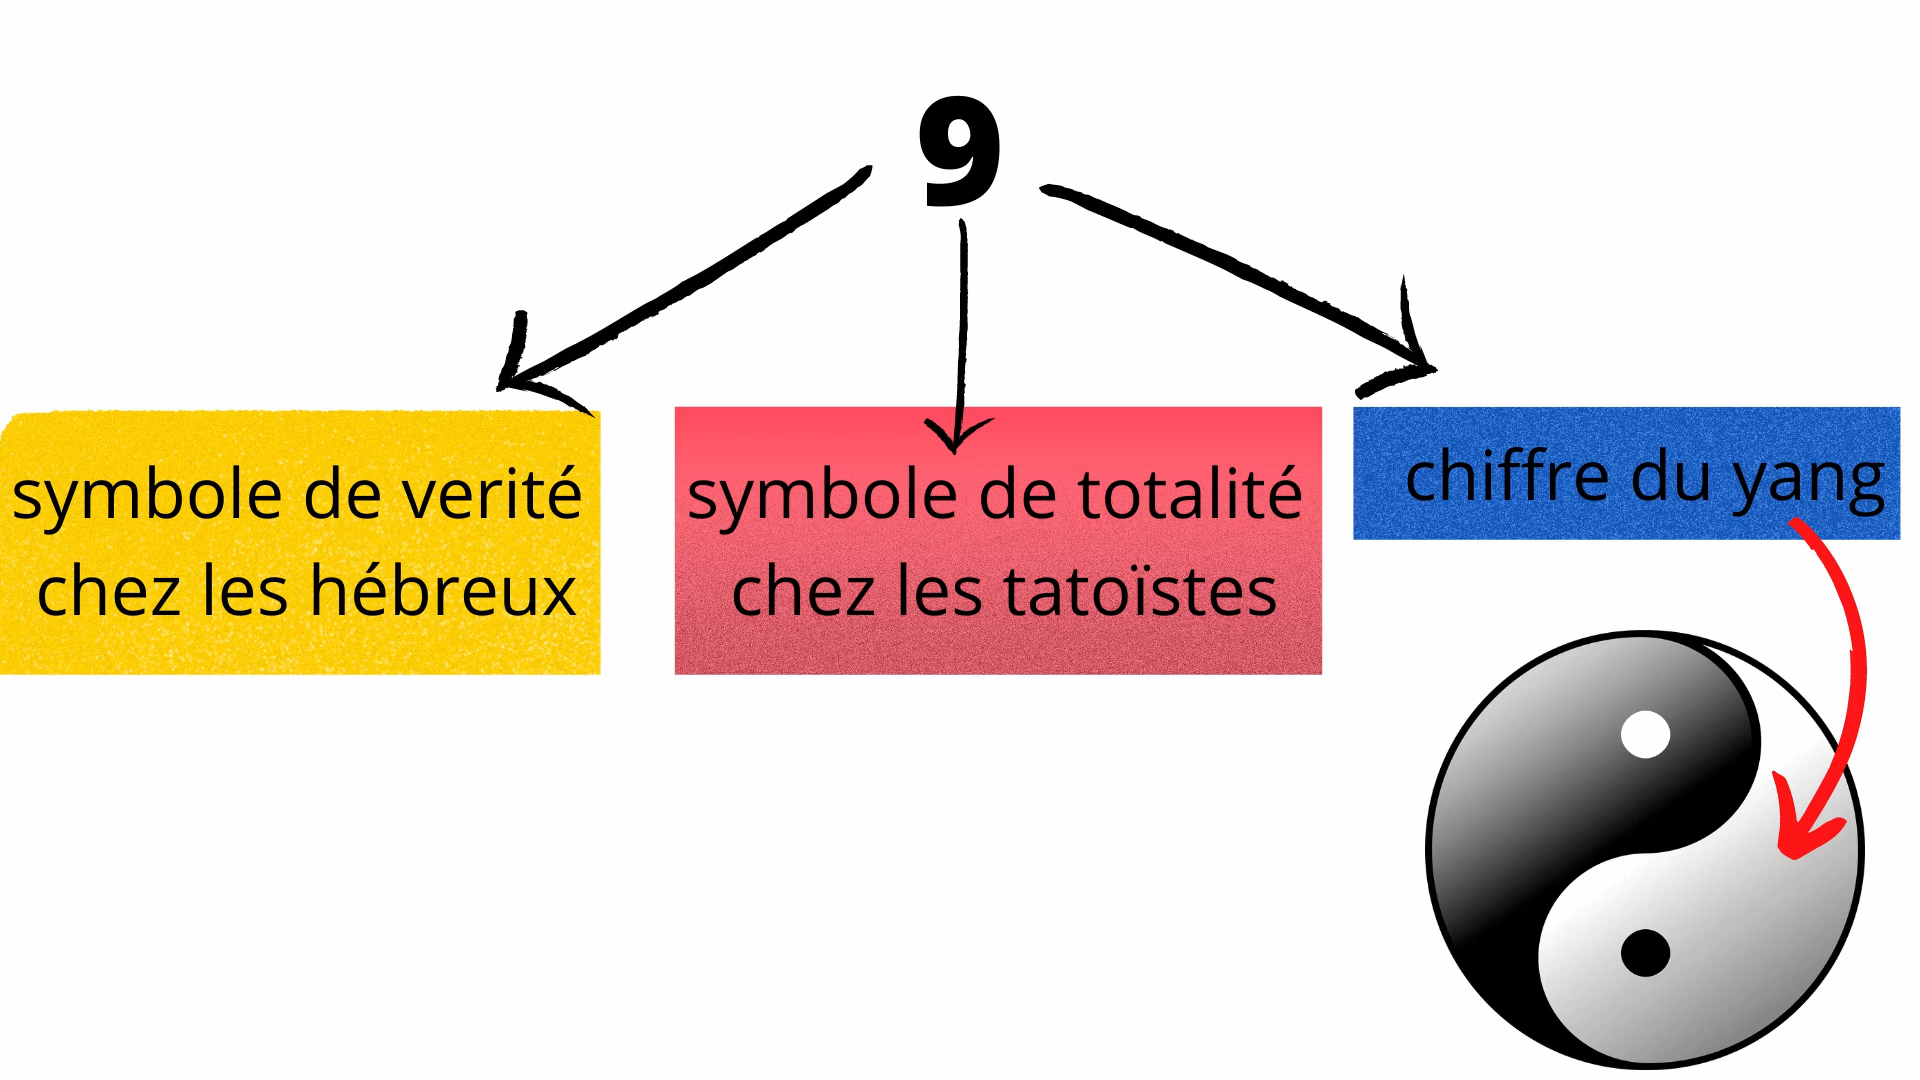 9
symbole de verité
chez les hébreux
symbole de totalité
chez les tatoïstes
chiffre du yang